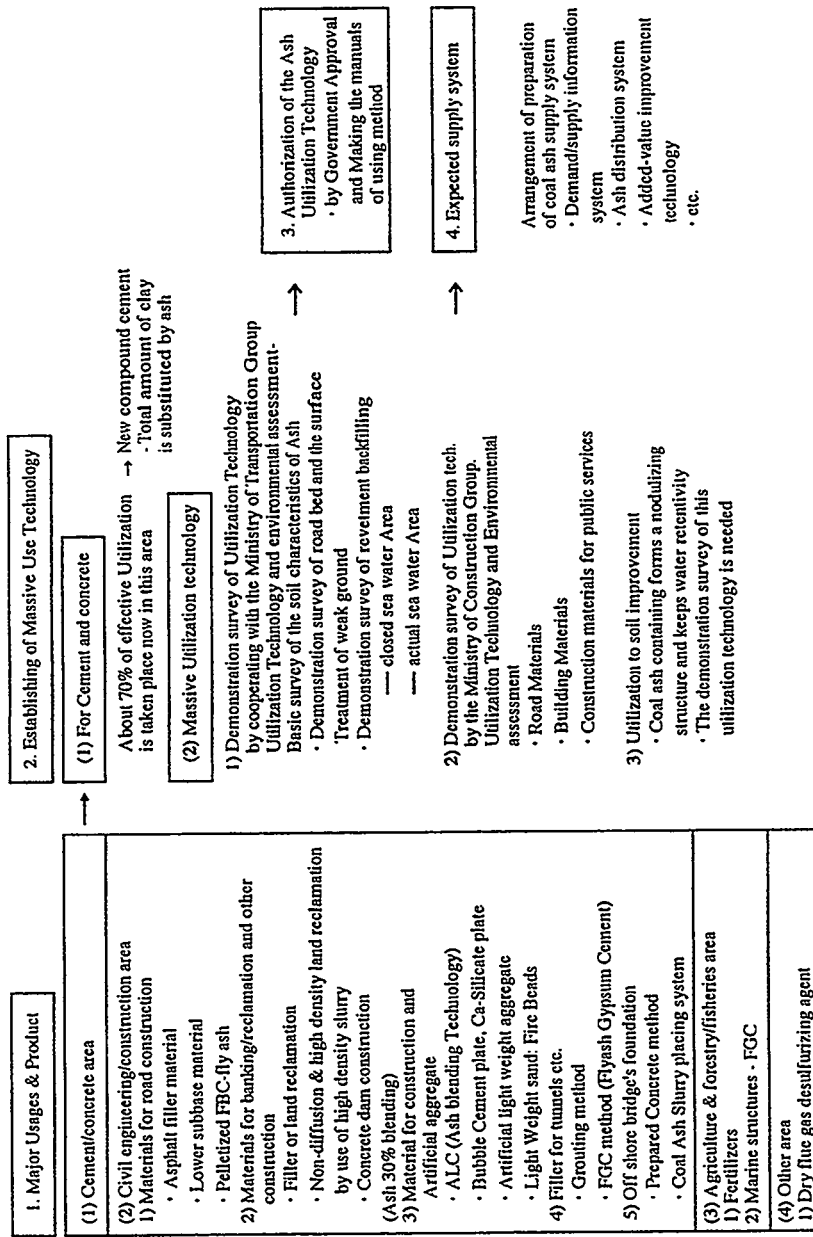 1. Major Usages & Product
(1) Cement/concrete area
(2) Civil engineering/construction area
1) Materials for road construction
· Asphalt filler material
· Lower subbase material
· Pelletized FBC-fly ash
2) Materials for banking/reclamation and other
construction
· Filler or land reclamation
· Non-diffusion & high density land reclamation
by use of high density slurry
· Concrete dam construction
(Ash 30% blending)
3) Material for construction and
Artificial aggregate
· ALC (Ash blending Technology)
· Bubble Cement plate, Ca-Silicate plate
· Artificial light weight aggregate
· Light Weight sand: Fire Beads
4) Filler for tunnels etc.
· Grouting method
· FGC method (Flyash Gypsum Cement)
5) Off shore bridge's foundation
· Prepared Concrete method
· Coal Ash Slurry placing system
(3) Agriculture & forestry/fisheries area
1) Fertilizers
2) Marine structures - FGC
(4) Other area
1) Dry flue gas desulfurizing agent
→
2. Establishing of Massive Use Technology
(1) For Cement and concrete
About 70% of effective Utilization
is taken place now in this area
→ New compound cement
- Total amount of clay
is substituted by ash
(2) Massive Utilization technology
1) Demonstration survey of Utilization Technology
by cooperating with the Ministry of Transportation Group
Utilization Technology and environmental assessment-
Basic survey of the soil characteristics of Ash
· Demonstration survey of road bed and the surface
Treatment of weak ground
· Demonstration survey of revetment backfilling
— closed sea water Area
— actual sea water Area
2) Demonstration survey of Utilization tech.
by the Ministry of Construction Group.
Utilization Technology and Environmental
assessment
· Road Materials
· Building Materials
· Construction materials for public services
3) Utilization to soil improvement
· Coal ash containing forms a nodulizing
structure and keeps water retentivity
· The demonstration survey of this
utilization technology is needed
→
3. Authorization of the Ash
Utilization Technology
· by Government Approval
and Making the manuals
of using method
→
4. Expected supply system
Arrangement of preparation
of coal ash supply system
· Demand/supply information
system
· Ash distribution system
· Added-value improvement
technology
· etc.